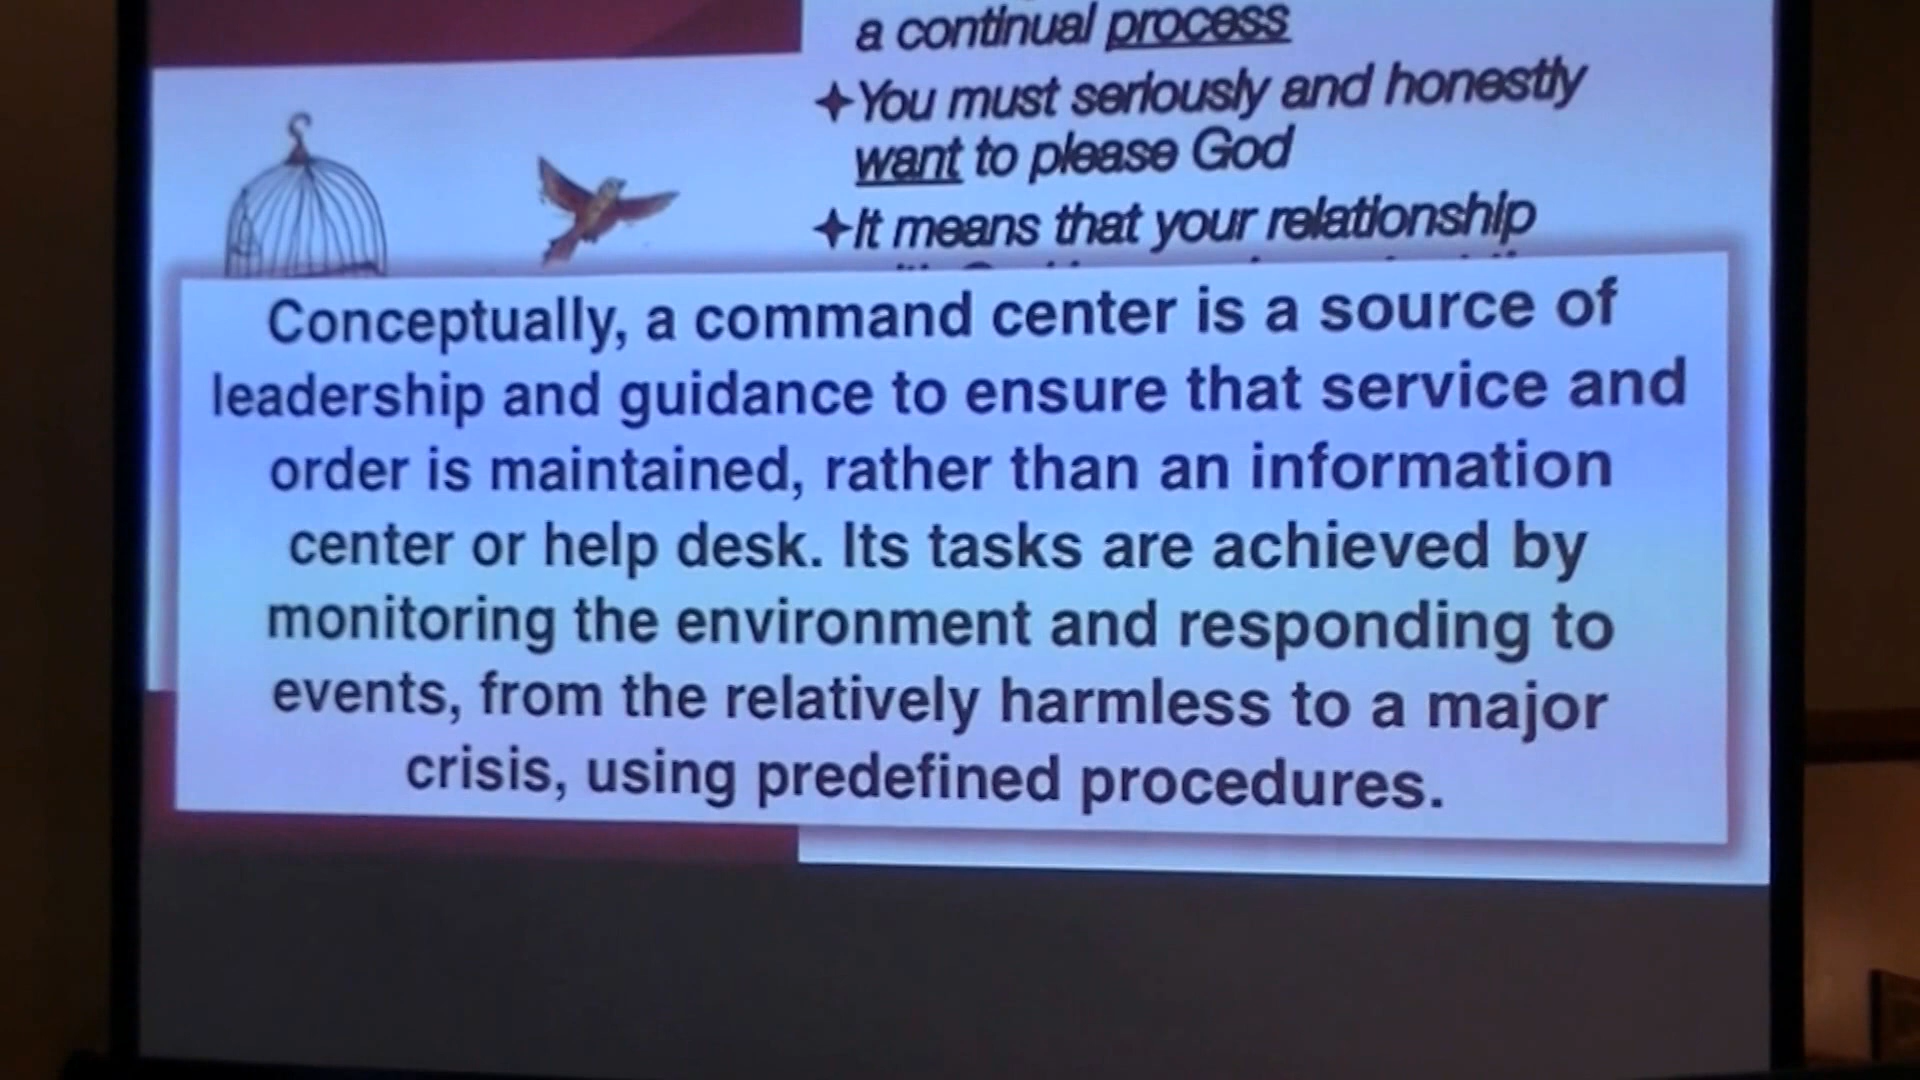 a continual process
✦You must seriously and honestly
want to please God
✦It means that your relationship
Conceptually, a command center is a source of
leadership and guidance to ensure that service and
order is maintained, rather than an information
center or help desk. Its tasks are achieved by
monitoring the environment and responding to
events, from the relatively harmless to a major
crisis, using predefined procedures.